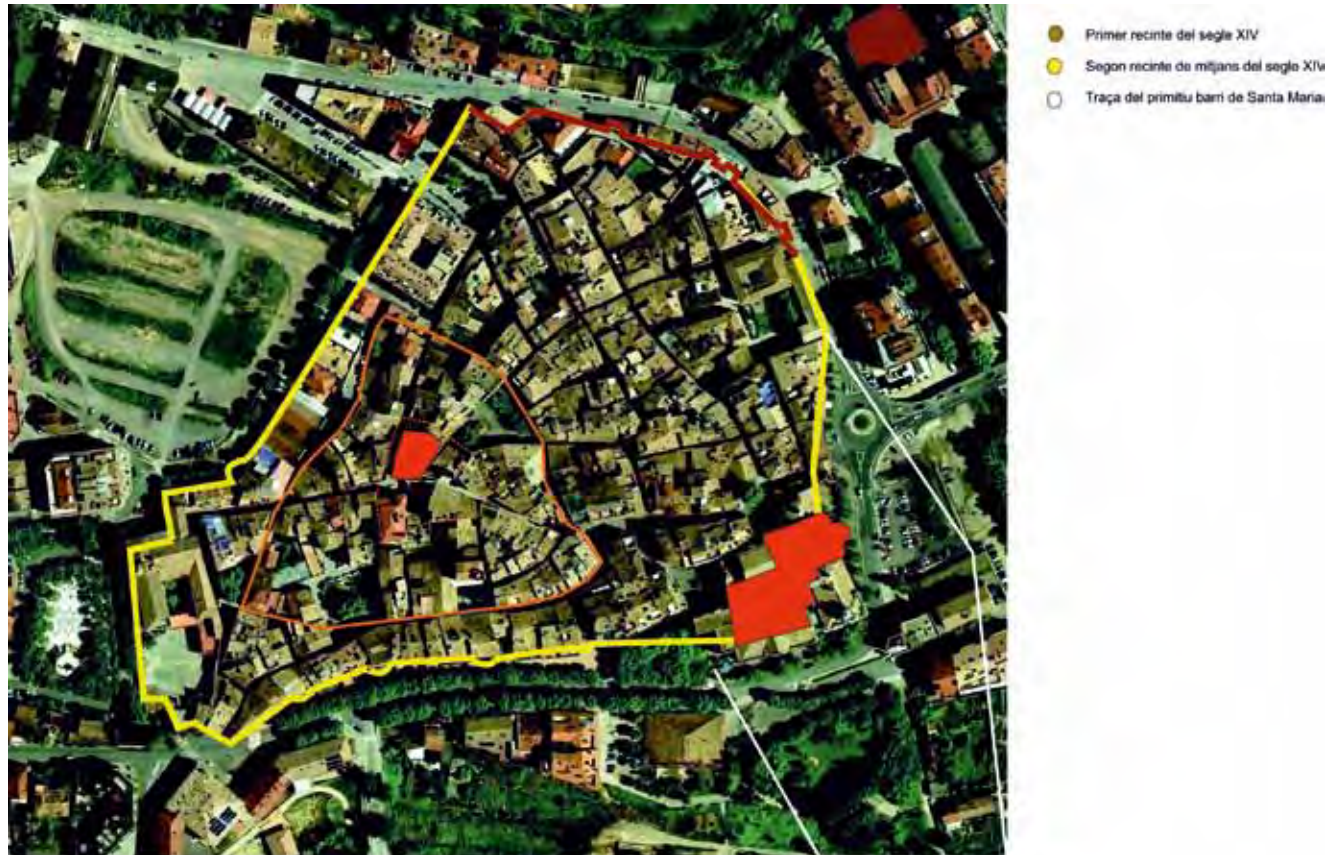 Primer recinte del segle XIV
Segon recinte de mitjans del segle XIV
Traça del primitiu barri de Santa Maria